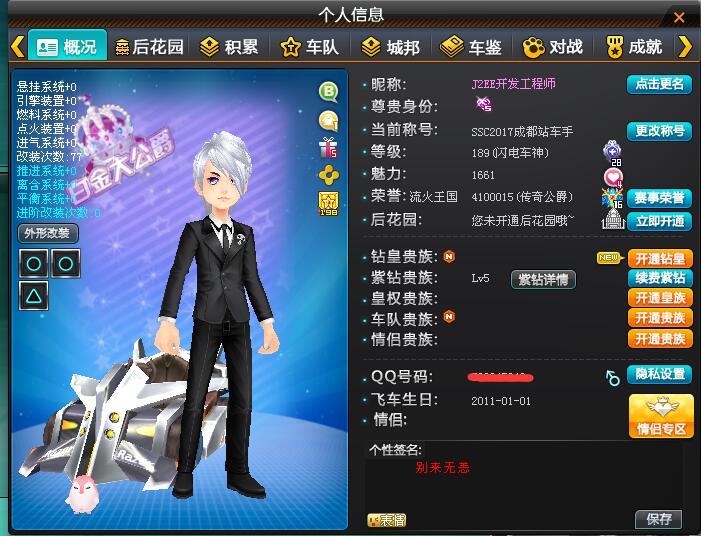 个人信息
概况 后花园 积累 车队 城邦 车鉴 对战 成就
悬挂系统+0
引擎装置+0
燃料系统+0
点火装置+0
进气系统+0
改装次数:77
推进系统+0
离合系统+0
平衡系统+0
进阶改装次数:0
外形改装
白金大公爵
B
5
198
Razer
昵称: J2EE开发工程师 点击更名
尊贵身份: 5
当前称号: SSC2017成都站车手 更改称号
等级: 189(闪电车神) 28
魅力: 1661 4
荣誉: 流火王国 4100015(传奇公爵) 16 赛事荣誉
后花园: 您未开通后花园哦~ 立即开通
钻皇贵族: N NEW 开通钻皇
紫钻贵族: Lv5 紫钻详情 续费紫钻
皇权贵族: 开通皇族
车队贵族: N 开通贵族
情侣贵族: 开通贵族
QQ号码: 隐私设置
飞车生日: 2011-01-01
情侣: 情侣专区
个性签名:
别来无恙
表情 保存